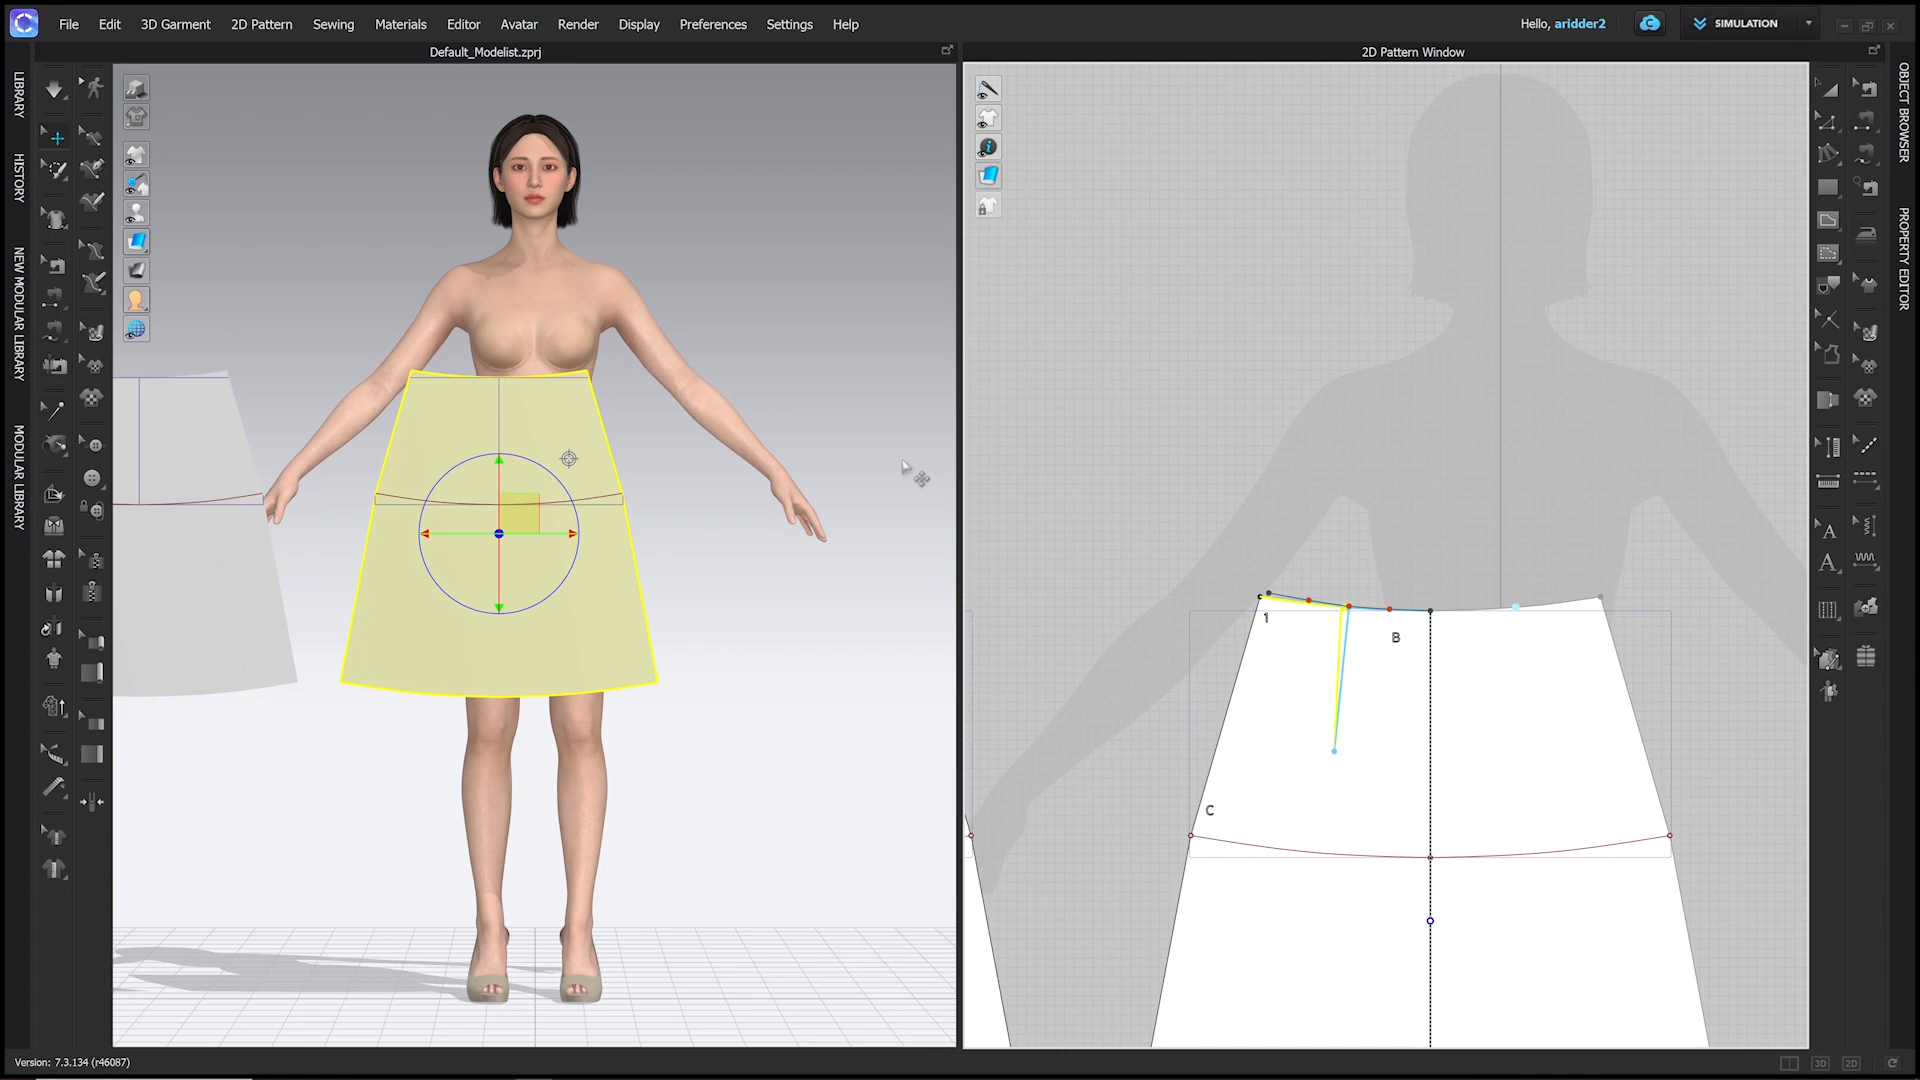 File Edit 3D Garment 2D Pattern Sewing Materials Editor Avatar Render Display Preferences Settings Help
Hello, aridder2
SIMULATION
Default_Modelist.zprj
2D Pattern Window
LIBRARY
HISTORY
NEW MODULAR LIBRARY
MODULAR LIBRARY
OBJECT BROWSER
PROPERTY EDITOR
1
B
C
A
A
Version: 7.3.134 (r46087)
3D
2D